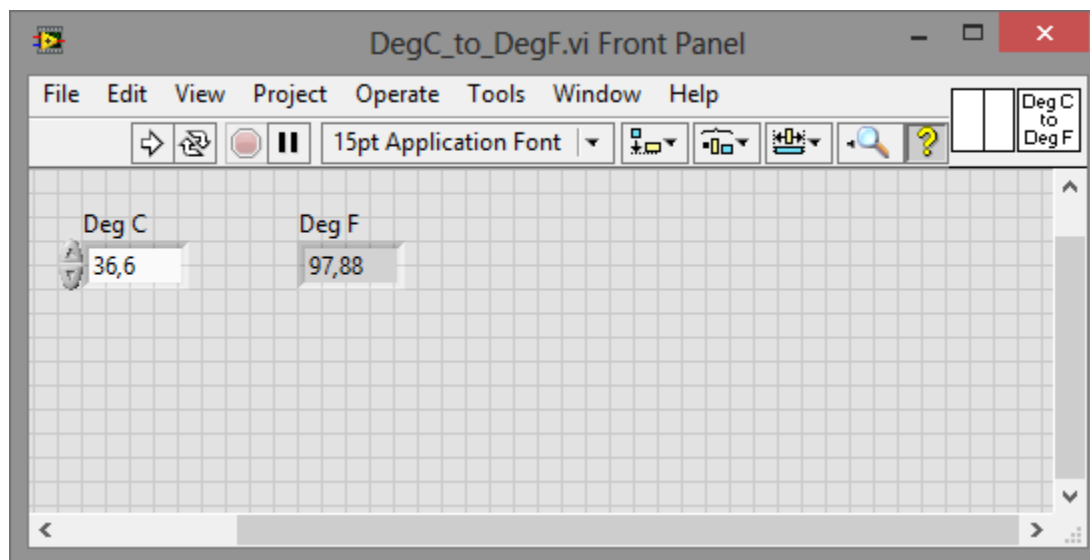 DegC_to_DegF.vi Front Panel
File Edit View Project Operate Tools Window Help
15pt Application Font
Deg C
to
Deg F
Deg C Deg F
36,6 97,88